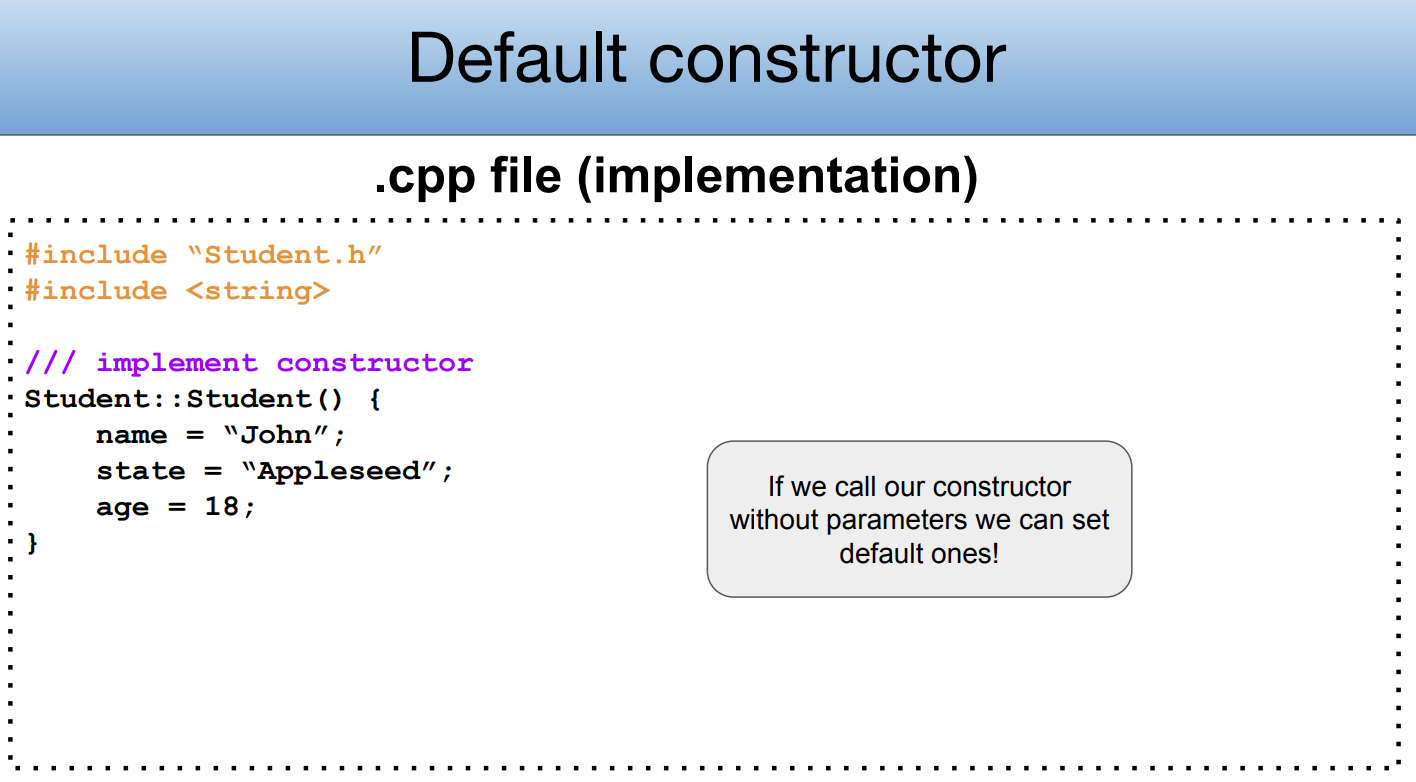 Default constructor
.cpp file (implementation)
#include “Student.h”
#include <string>
/// implement constructor
Student::Student() {
    name = “John”;
    state = “Appleseed”;
    age = 18;
}
If we call our constructor
without parameters we can set
default ones!